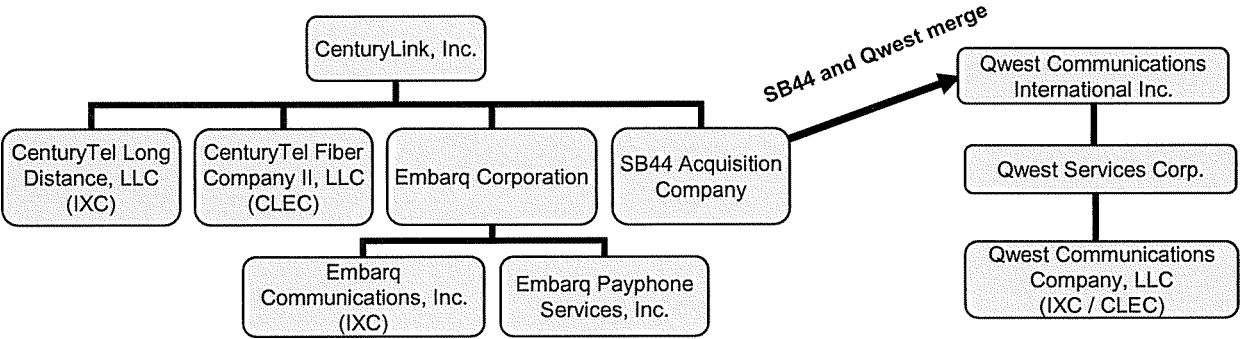 CenturyLink, Inc.
SB44 and Qwest merge
Qwest Communications
International Inc.
CenturyTel Long
Distance, LLC
(IXC)
CenturyTel Fiber
Company II, LLC
(CLEC)
Embarq Corporation
SB44 Acquisition
Company
Qwest Services Corp.
Embarq
Communications, Inc.
(IXC)
Embarq Payphone
Services, Inc.
Qwest Communications
Company, LLC
(IXC / CLEC)